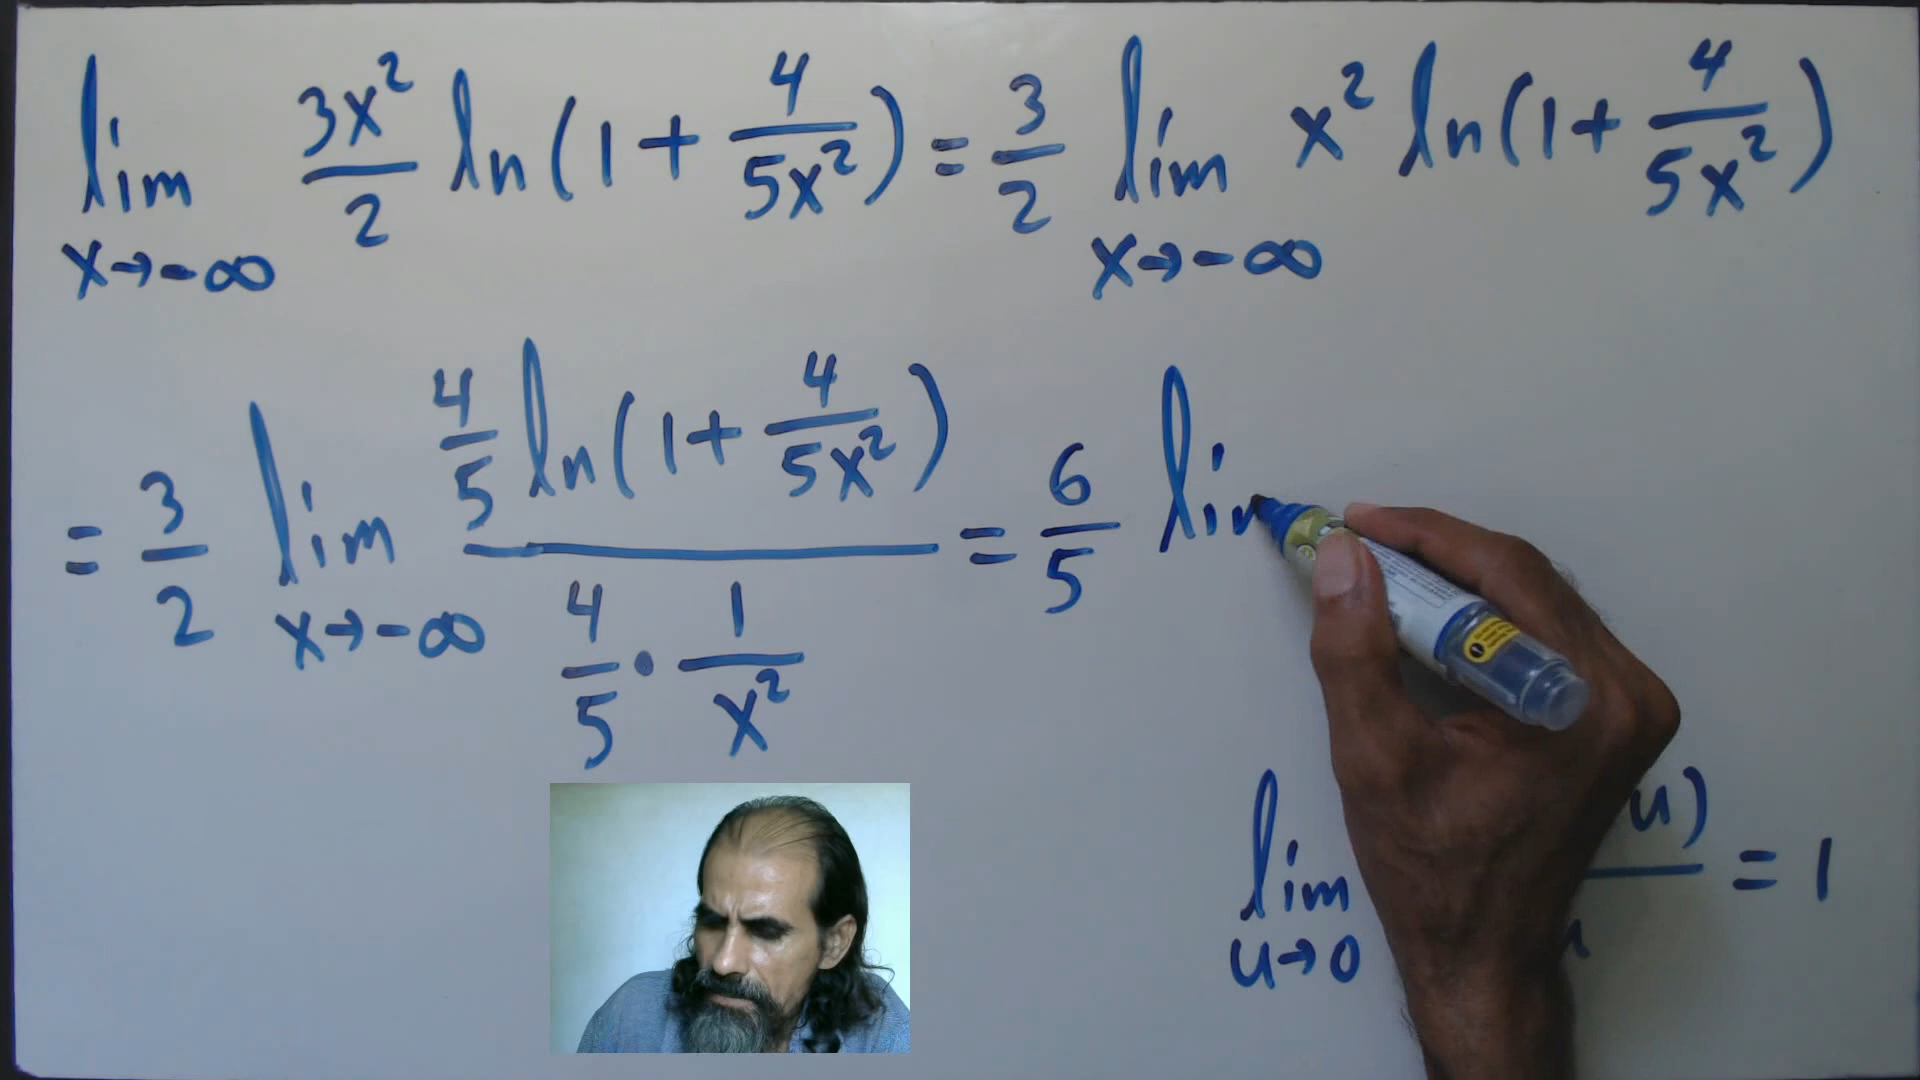 lim x→-∞ 3x²/2 ln(1 + 4/5x²) = 3/2 lim x→-∞ x² ln(1 + 4/5x²)
= 3/2 lim x→-∞ 4/5 ln(1 + 4/5x²) / 4/5 · 1/x² = 6/5 lim
lim u→0 u) = 1